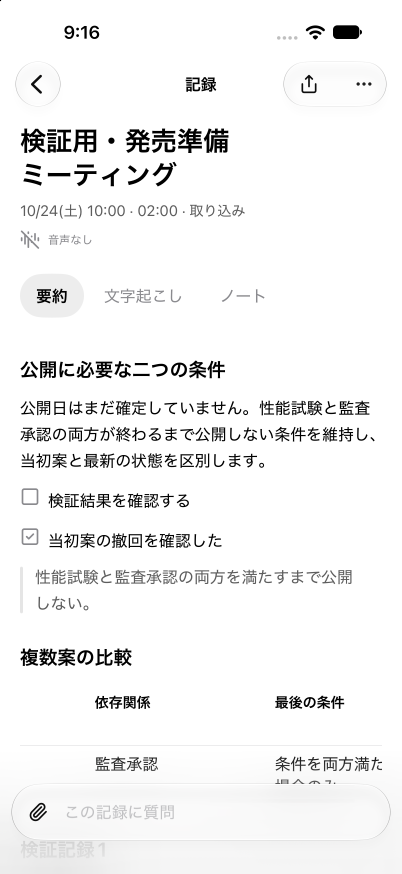 9:16
記録
検証用・発売準備
ミーティング
10/24(土) 10:00 · 02:00 · 取り込み
音声なし
要約 文字起こし ノート
公開に必要な二つの条件
公開日はまだ確定していません。性能試験と監査
承認の両方が終わるまで公開しない条件を維持し、
当初案と最新の状態を区別します。
検証結果を確認する
当初案の撤回を確認した
性能試験と監査承認の両方を満たすまで公開
しない。
複数案の比較
依存関係 最後の条件
監査承認 条件を両方満た
この記録に質問
検証記録 1